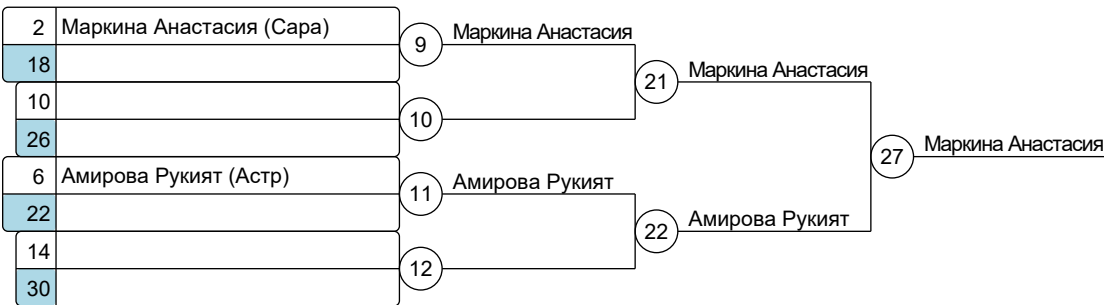 2 Маркина Анастасия (Сара)
18
10
26
6 Амирова Рукият (Астр)
22
14
30
9 Маркина Анастасия
10
11 Амирова Рукият
12
21 Маркина Анастасия
22 Амирова Рукият
27 Маркина Анастасия